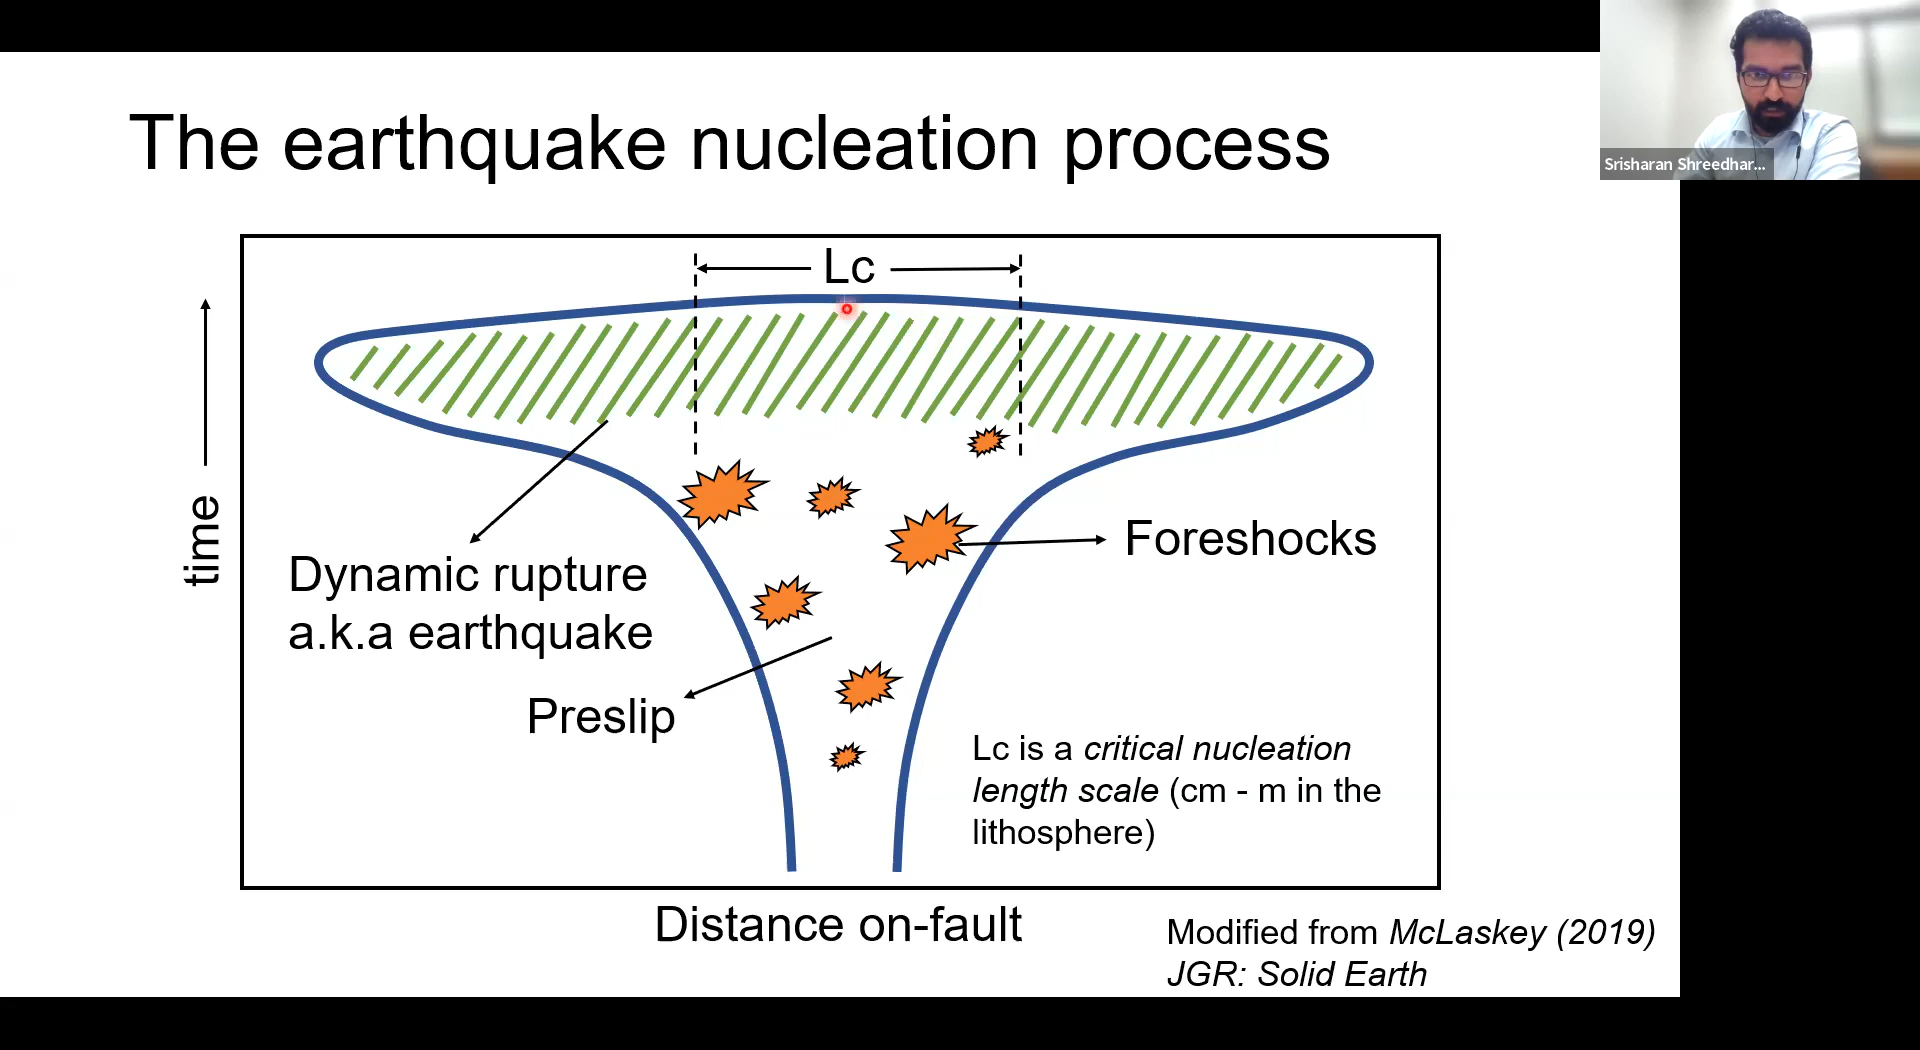 The earthquake nucleation process
Srisharan Shreedhar...
Lc
time
Foreshocks
Dynamic rupture
a.k.a earthquake
Preslip
Lc is a critical nucleation
length scale (cm - m in the
lithosphere)
Distance on-fault
Modified from McLaskey (2019)
JGR: Solid Earth